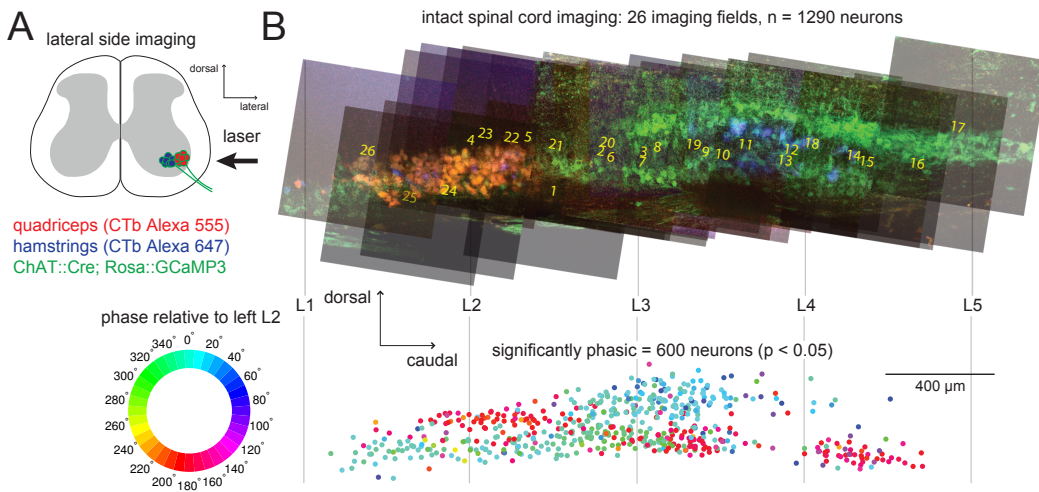 A
lateral side imaging
dorsal
lateral
laser
quadriceps (CTb Alexa 555)
hamstrings (CTb Alexa 647)
ChAT::Cre; Rosa::GCaMP3
phase relative to left L2
0°
20°
40°
60°
80°
100°
120°
140°
160°
180°
200°
220°
240°
260°
280°
300°
320°
340°
B
intact spinal cord imaging: 26 imaging fields, n = 1290 neurons
26
4
23
22
5
21
20
2
6
3
7
8
19
9
10
11
12
13
18
14
15
16
17
25
24
1
L1
L2
L3
L4
L5
dorsal
caudal
significantly phasic = 600 neurons (p < 0.05)
400 µm